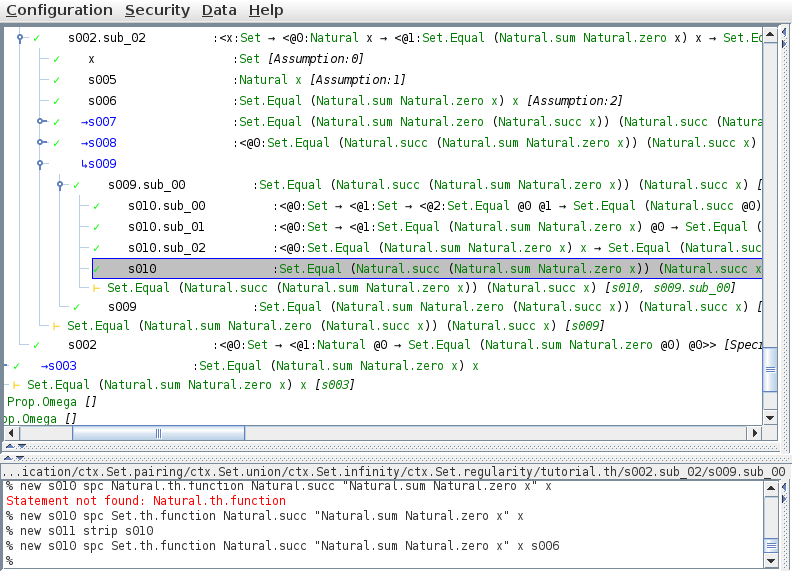 Configuration Security Data Help
s002.sub_02 :<x:Set → <@0:Natural x → <@1:Set.Equal (Natural.sum Natural.zero x) x → Set.Eq
x :Set [Assumption:0]
s005 :Natural x [Assumption:1]
s006 :Set.Equal (Natural.sum Natural.zero x) x [Assumption:2]
→s007 :Set.Equal (Natural.sum Natural.zero (Natural.succ x)) (Natural.succ (Natura
→s008 :<@0:Set.Equal (Natural.succ (Natural.sum Natural.zero x)) (Natural.succ x)
↳s009
s009.sub_00 :Set.Equal (Natural.succ (Natural.sum Natural.zero x)) (Natural.succ x) [
s010.sub_00 :<@0:Set → <@1:Set → <@2:Set.Equal @0 @1 → Set.Equal (Natural.succ @0)
s010.sub_01 :<@0:Set → <@1:Set.Equal (Natural.sum Natural.zero x) @0 → Set.Equal (
s010.sub_02 :<@0:Set.Equal (Natural.sum Natural.zero x) x → Set.Equal (Natural.suc
s010 :Set.Equal (Natural.succ (Natural.sum Natural.zero x)) (Natural.succ x
⊢ Set.Equal (Natural.succ (Natural.sum Natural.zero x)) (Natural.succ x) [s010, s009.sub_00]
s009 :Set.Equal (Natural.sum Natural.zero (Natural.succ x)) (Natural.succ x) [
⊢ Set.Equal (Natural.sum Natural.zero (Natural.succ x)) (Natural.succ x) [s009]
s002 :<@0:Set → <@1:Natural @0 → Set.Equal (Natural.sum Natural.zero @0) @0>> [Speci
→s003 :Set.Equal (Natural.sum Natural.zero x) x
⊢ Set.Equal (Natural.sum Natural.zero x) x [s003]
Prop.Omega []
op.Omega []
...ication/ctx.Set.pairing/ctx.Set.union/ctx.Set.infinity/ctx.Set.regularity/tutorial.th/s002.sub_02/s009.sub_00
% new s010 spc Natural.th.function Natural.succ "Natural.sum Natural.zero x" x
Statement not found: Natural.th.function
% new s010 spc Set.th.function Natural.succ "Natural.sum Natural.zero x" x
% new s011 strip s010
% new s010 spc Set.th.function Natural.succ "Natural.sum Natural.zero x" x s006
%